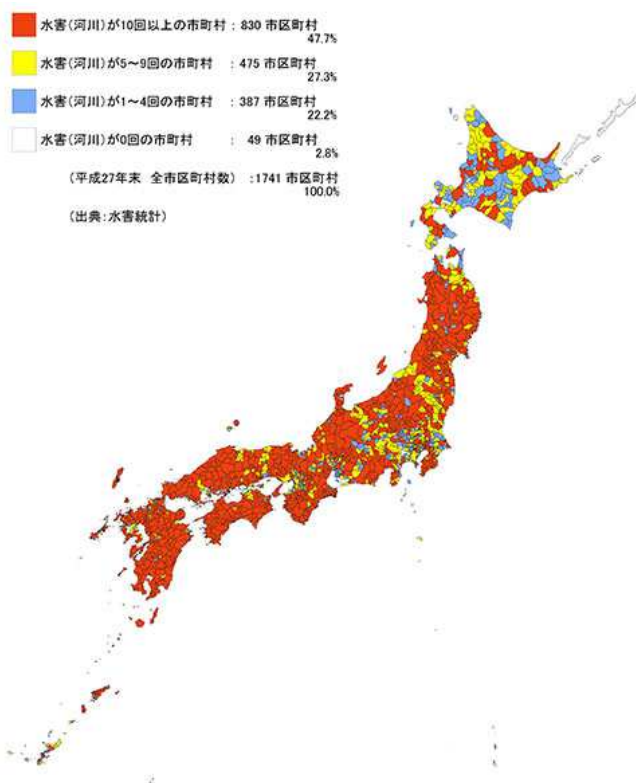 水害(河川)が10回以上の市町村 : 830 市区町村
47.7%
水害(河川)が5～9回の市町村 : 475 市区町村
27.3%
水害(河川)が1～4回の市町村 : 387 市区町村
22.2%
水害(河川)が0回の市町村 : 49 市区町村
2.8%
(平成27年末 全市区町村数) :1741 市区町村
100.0%
(出典:水害統計)